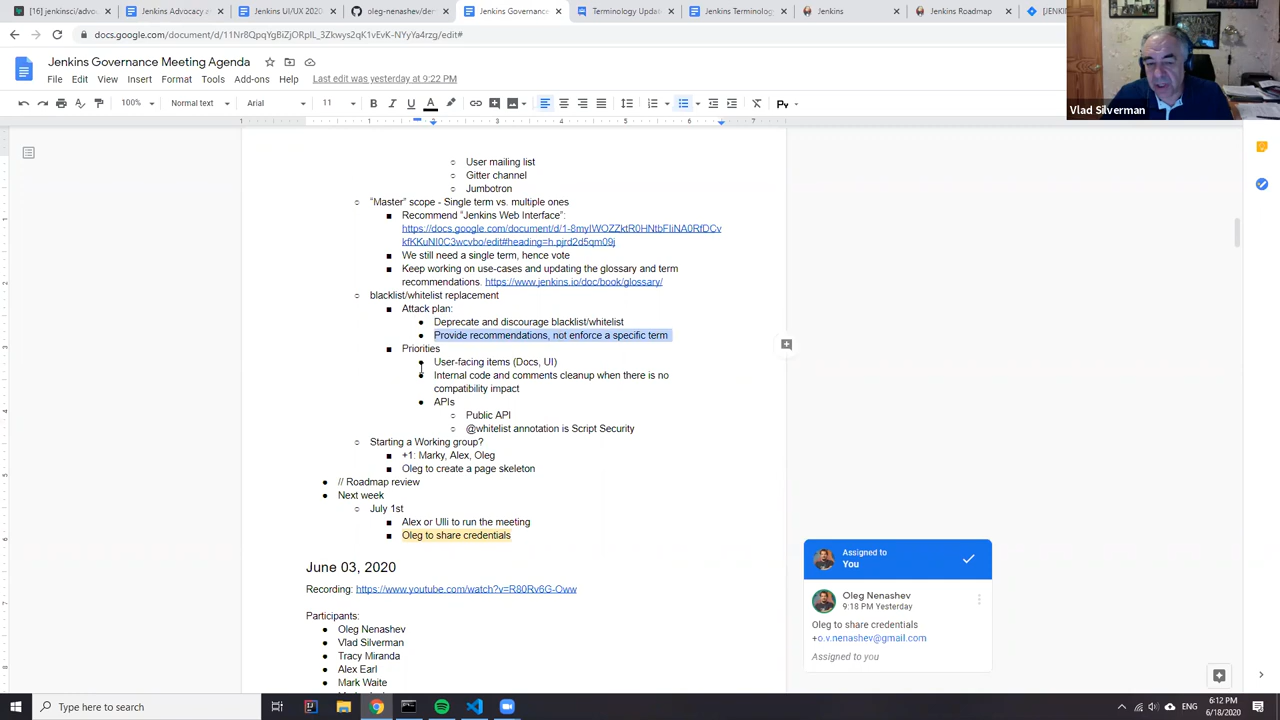 jenkinsci/advoc
Jenkins Advocacy a
Jenkins UI/UX 2020
oleg-nenashev/der
Jenkins Governanc
Terminology Updat
Jenkins Terminolog
Jenkins
Jenkins Roadmap
[JENKI
docs.google.com/document/d/11Nr8QpqYgBiZjORpIL_3Zkwys2qK1vEvK-NYyYa4rzg/edit#
Jenkins Governance Meeting Agenda
File Edit View Insert Format Tools Add-ons Help Last edit was yesterday at 9:22 PM
100% Normal text Arial 11 B I U A
Vlad Silverman
User mailing list
Gitter channel
Jumbotron
"Master" scope - Single term vs. multiple ones
Recommend "Jenkins Web Interface":
https://docs.google.com/document/d/1-8myIWOZZktR0HNtbFIiNA0RfDCv
kfKKuNI0C3wcvbo/edit#heading=h.pjrd2d5qm09j
We still need a single term, hence vote
Keep working on use-cases and updating the glossary and term
recommendations. https://www.jenkins.io/doc/book/glossary/
blacklist/whitelist replacement
Attack plan:
Deprecate and discourage blacklist/whitelist
Provide recommendations, not enforce a specific term
Priorities
User-facing items (Docs, UI)
Internal code and comments cleanup when there is no
compatibility impact
APIs
Public API
@whitelist annotation is Script Security
Starting a Working group?
+1: Marky, Alex, Oleg
Oleg to create a page skeleton
// Roadmap review
Next week
July 1st
Alex or Ulli to run the meeting
Oleg to share credentials
June 03, 2020
Recording: https://www.youtube.com/watch?v=R80Rv6G-Oww
Participants:
Oleg Nenashev
Vlad Silverman
Tracy Miranda
Alex Earl
Mark Waite
Assigned to
You
Oleg Nenashev
9:18 PM Yesterday
Oleg to share credentials
+o.v.nenashev@gmail.com
Assigned to you
Type here to search
ENG
6:12 PM
6/18/2020